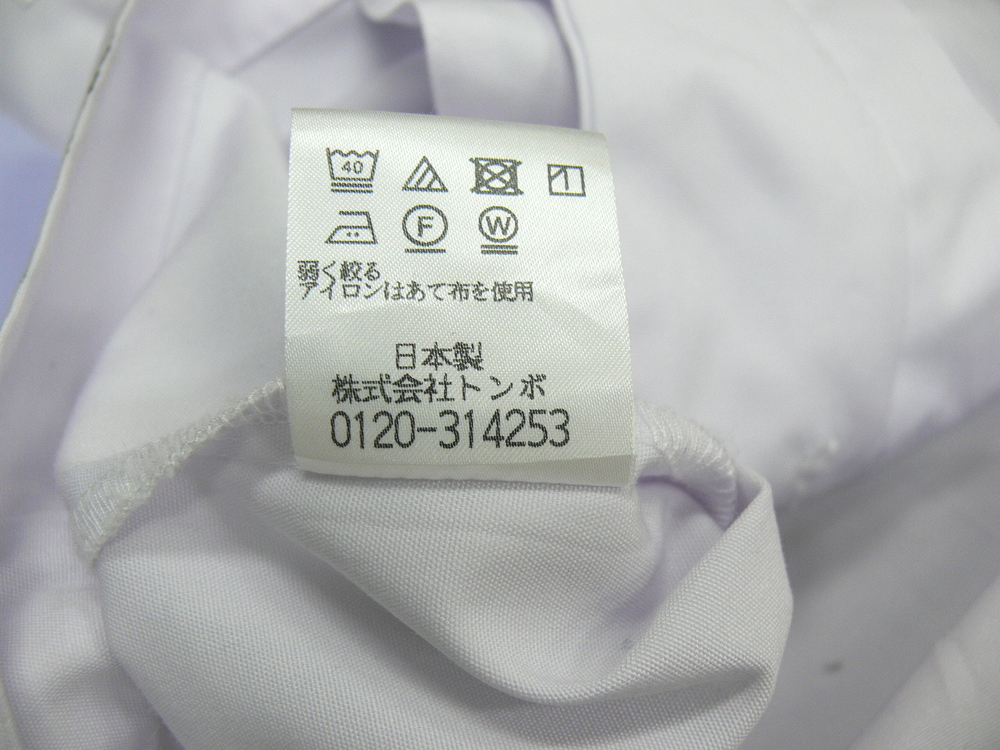 40
F W
弱く絞る
アイロンはあて布を使用
日本製
株式会社トンボ
0120-314253